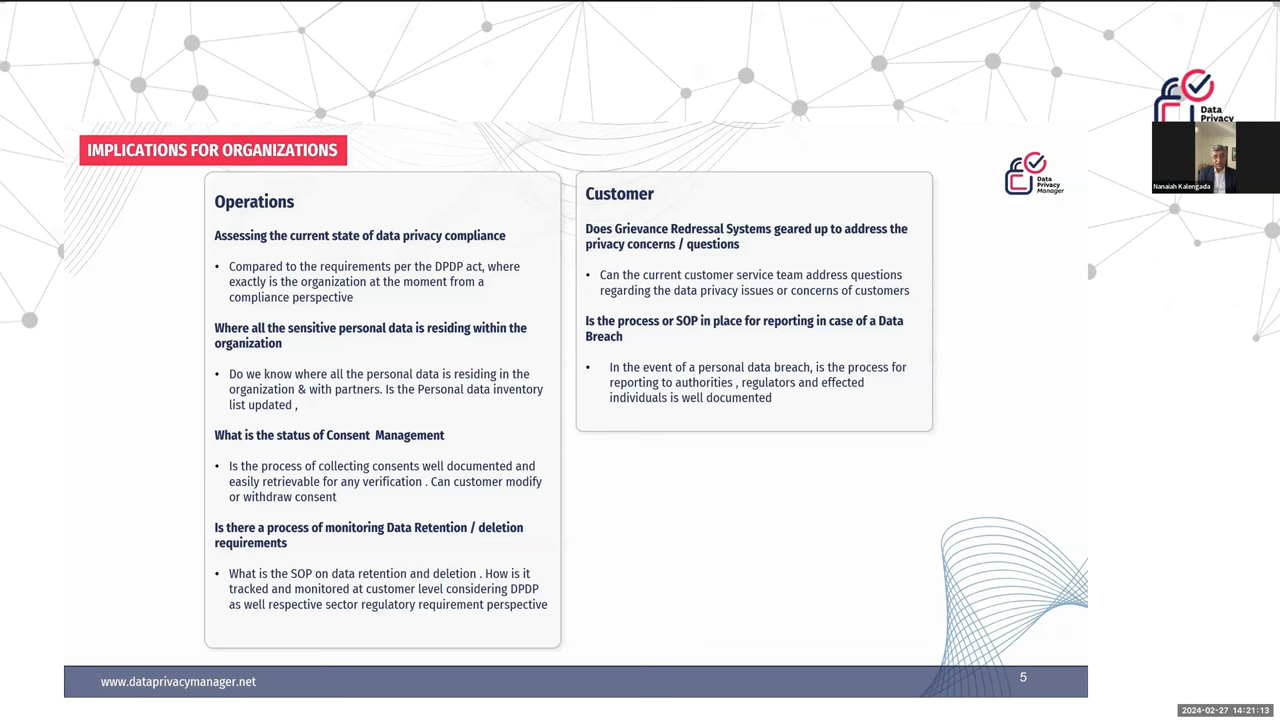 Data
Privacy
Nanaiah Kalengada
IMPLICATIONS FOR ORGANIZATIONS
Data
Privacy
Manager
Operations
Assessing the current state of data privacy compliance
• Compared to the requirements per the DPDP act, where
exactly is the organization at the moment from a
compliance perspective
Where all the sensitive personal data is residing within the
organization
• Do we know where all the personal data is residing in the
organization & with partners. Is the Personal data inventory
list updated ,
What is the status of Consent Management
• Is the process of collecting consents well documented and
easily retrievable for any verification . Can customer modify
or withdraw consent
Is there a process of monitoring Data Retention / deletion
requirements
• What is the SOP on data retention and deletion . How is it
tracked and monitored at customer level considering DPDP
as well respective sector regulatory requirement perspective
Customer
Does Grievance Redressal Systems geared up to address the
privacy concerns / questions
• Can the current customer service team address questions
regarding the data privacy issues or concerns of customers
Is the process or SOP in place for reporting in case of a Data
Breach
• In the event of a personal data breach, is the process for
reporting to authorities , regulators and effected
individuals is well documented
www.dataprivacymanager.net
5
2024-02-27 14:21:13